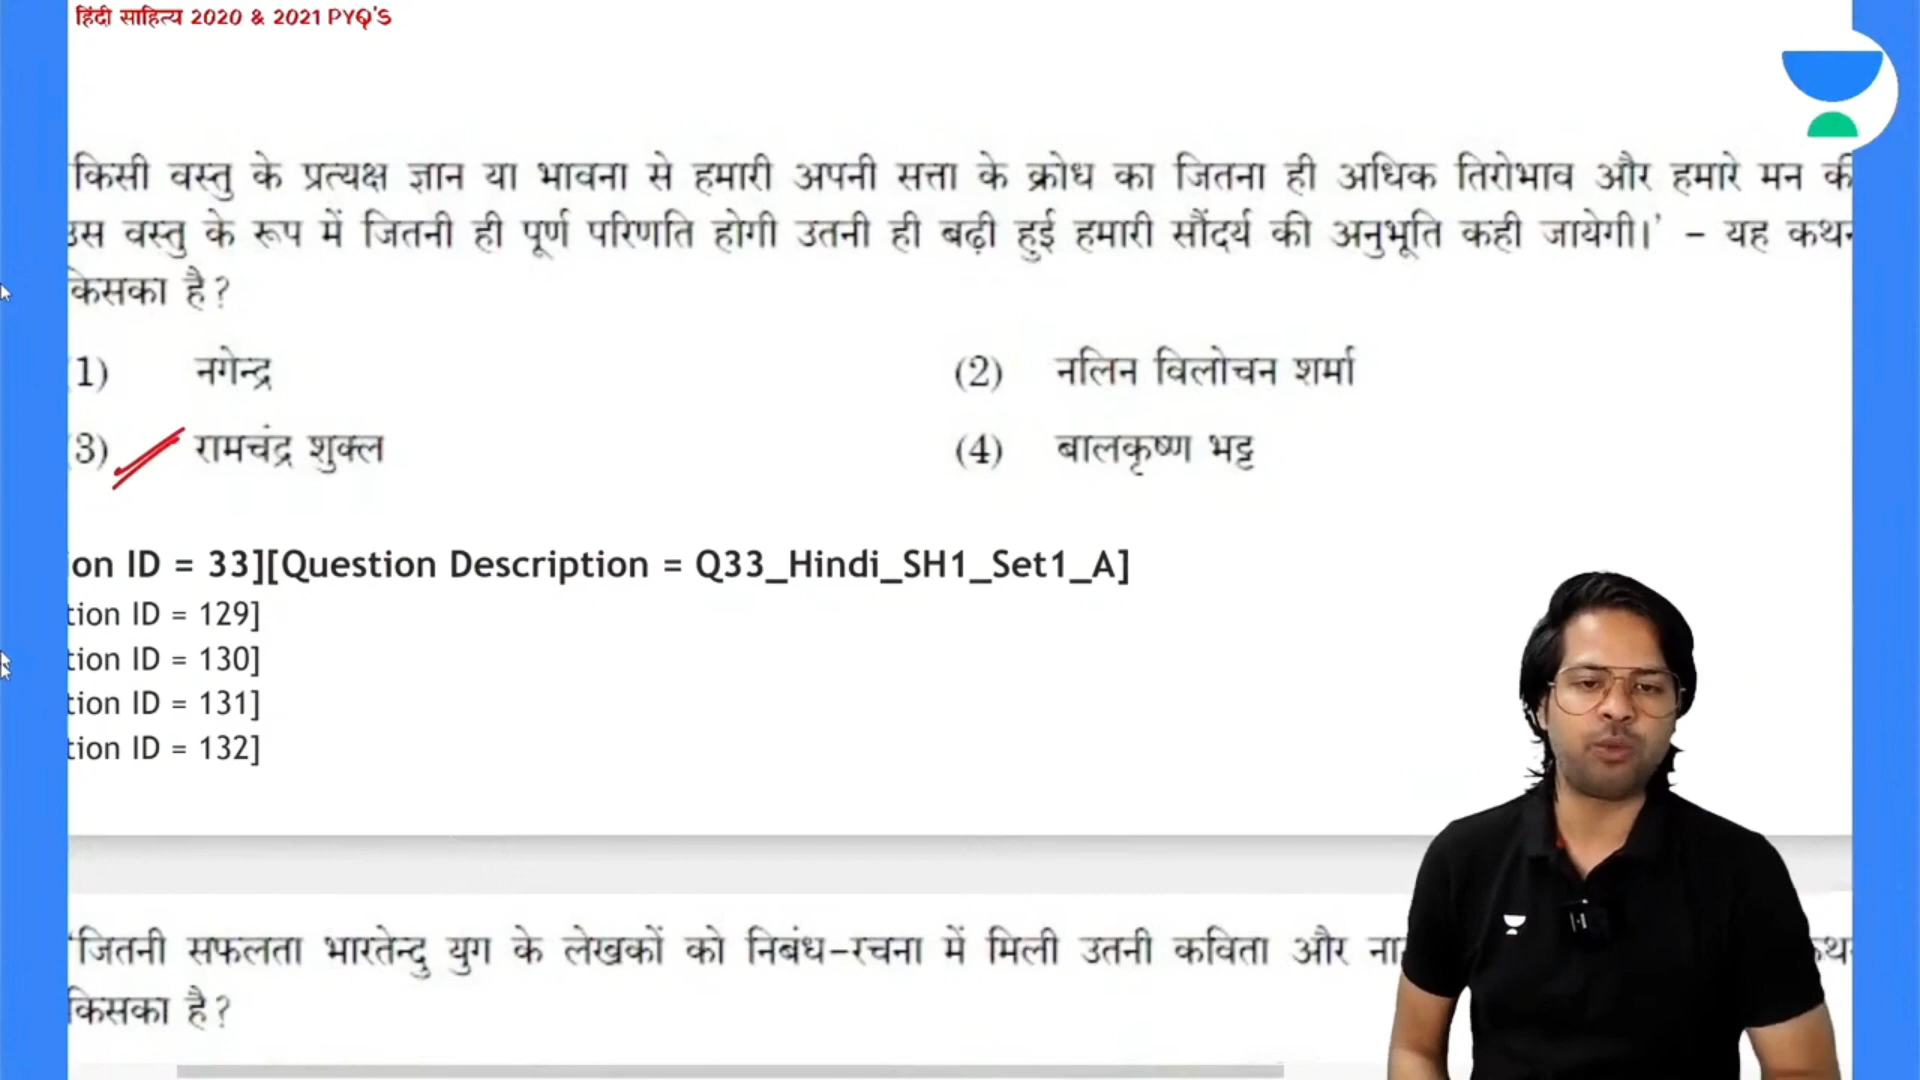 हिंदी साहित्य 2020 & 2021 PYQ'S
किसी वस्तु के प्रत्यक्ष ज्ञान या भावना से हमारी अपनी सत्ता के क्रोध का जितना ही अधिक तिरोभाव और हमारे मन की
उस वस्तु के रूप में जितनी ही पूर्ण परिणति होगी उतनी ही बढ़ी हुई हमारी सौंदर्य की अनुभूति कही जायेगी।' – यह कथन
किसका है?
1) नगेन्द्र (2) नलिन विलोचन शर्मा
3) रामचंद्र शुक्ल (4) बालकृष्ण भट्ट
on ID = 33][Question Description = Q33_Hindi_SH1_Set1_A]
tion ID = 129]
tion ID = 130]
tion ID = 131]
tion ID = 132]
'जितनी सफलता भारतेन्दु युग के लेखकों को निबंध-रचना में मिली उतनी कविता और ना
किसका है?